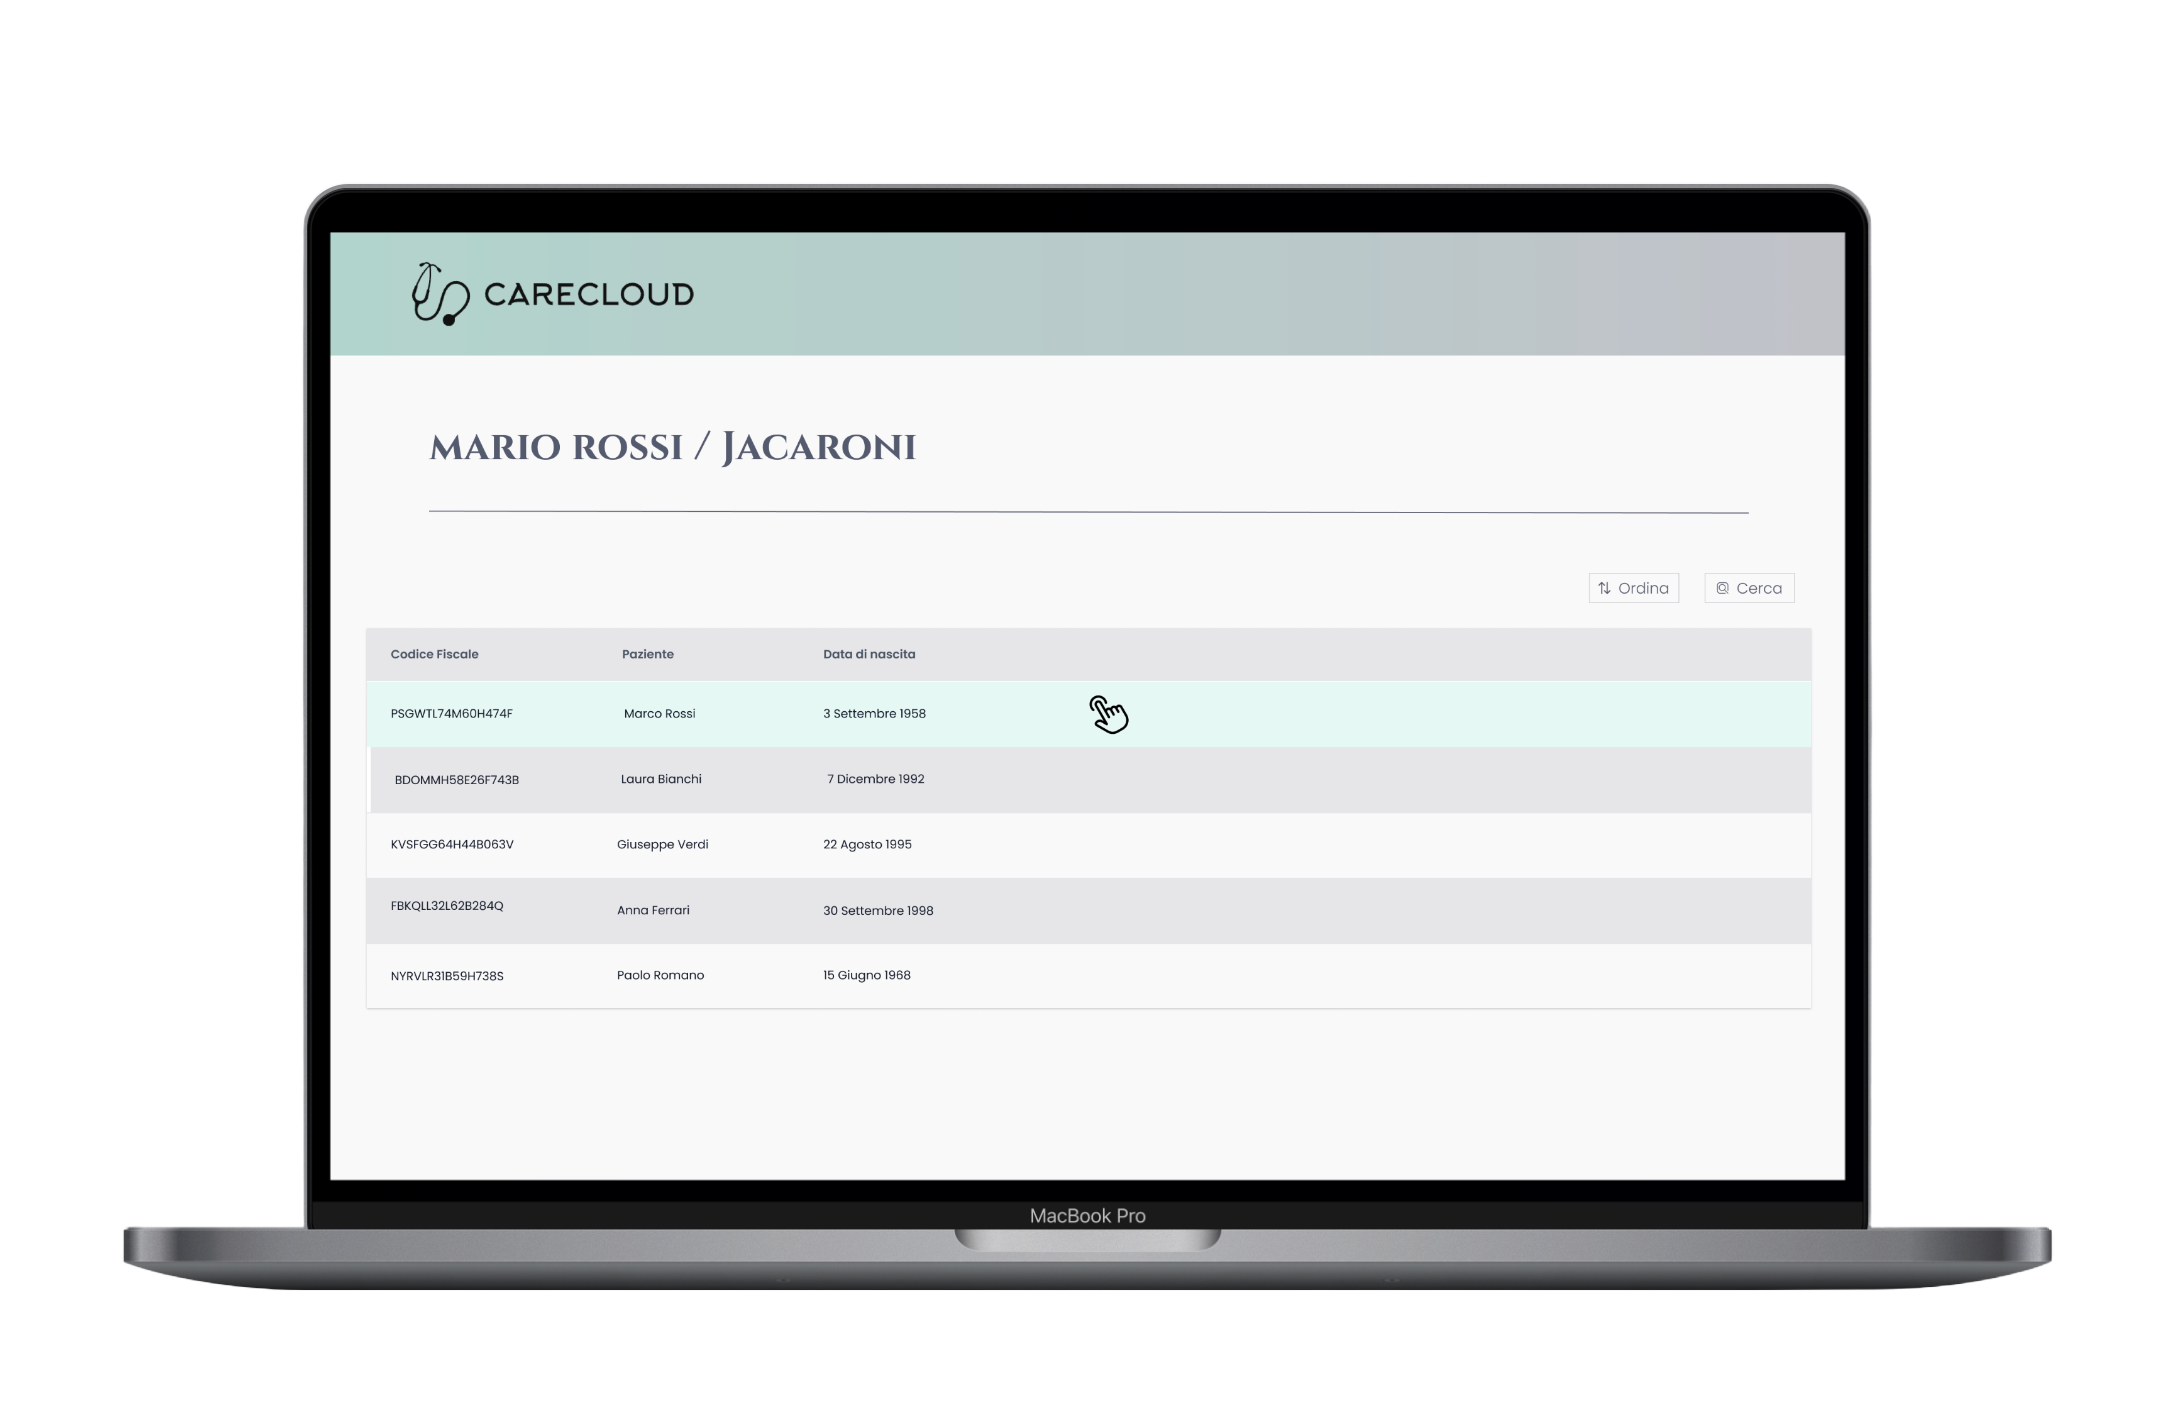 CARECLOUD
MARIO ROSSI / JACARONI
Ordina Cerca
Codice Fiscale Paziente Data di nascita
PSGWTL74M60H474F Marco Rossi 3 Settembre 1958
BDOMMH58E26F743B Laura Bianchi 7 Dicembre 1992
KVSFGG64H44B063V Giuseppe Verdi 22 Agosto 1995
FBKQLL32L62B284Q Anna Ferrari 30 Settembre 1998
NYRVLR31B59H738S Paolo Romano 15 Giugno 1968
MacBook Pro